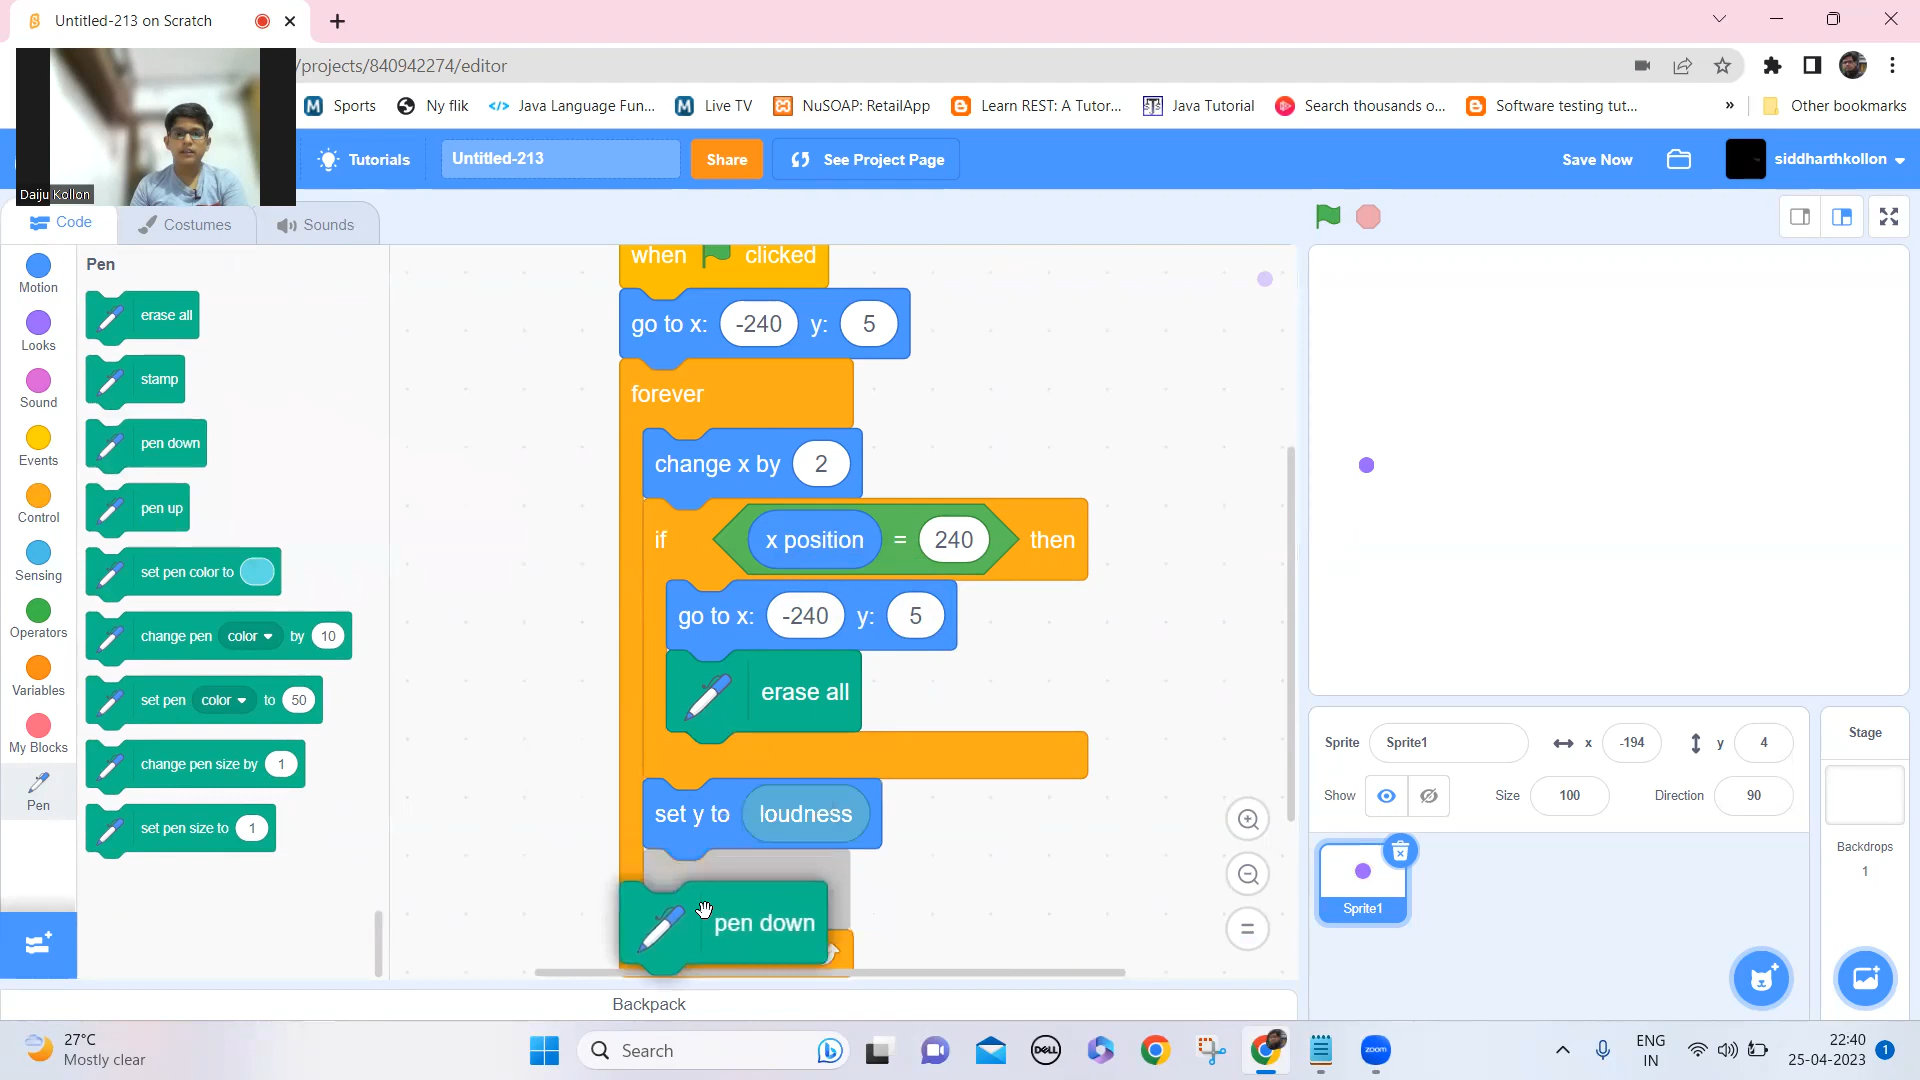 Untitled-213 on Scratch
/projects/840942274/editor
Sports
Ny flik
Java Language Fun...
Live TV
NuSOAP: RetailApp
Learn REST: A Tutor...
Java Tutorial
Search thousands o...
Software testing tut...
»
Other bookmarks
Daiju Kollon
Tutorials
Untitled-213
Share
See Project Page
Save Now
siddharthkollon
Code
Costumes
Sounds
Motion
Looks
Sound
Events
Control
Sensing
Operators
Variables
My Blocks
Pen
Pen
erase all
stamp
pen down
pen up
set pen color to
change pen color by 10
set pen color to 50
change pen size by 1
set pen size to 1
when clicked
go to x: -240 y: 5
forever
change x by 2
if x position = 240 then
go to x: -240 y: 5
erase all
set y to loudness
pen down
Backpack
Sprite Sprite1 x -194 y 4
Show Size 100 Direction 90
Sprite1
Stage
Backdrops
1
27°C
Mostly clear
Search
DELL
zoom
ENG
IN
22:40
25-04-2023
1